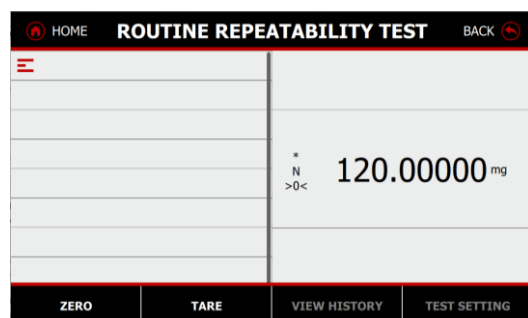 HOME ROUTINE REPEATABILITY TEST BACK
*
N
>0<
120.00000 mg
ZERO TARE VIEW HISTORY TEST SETTING